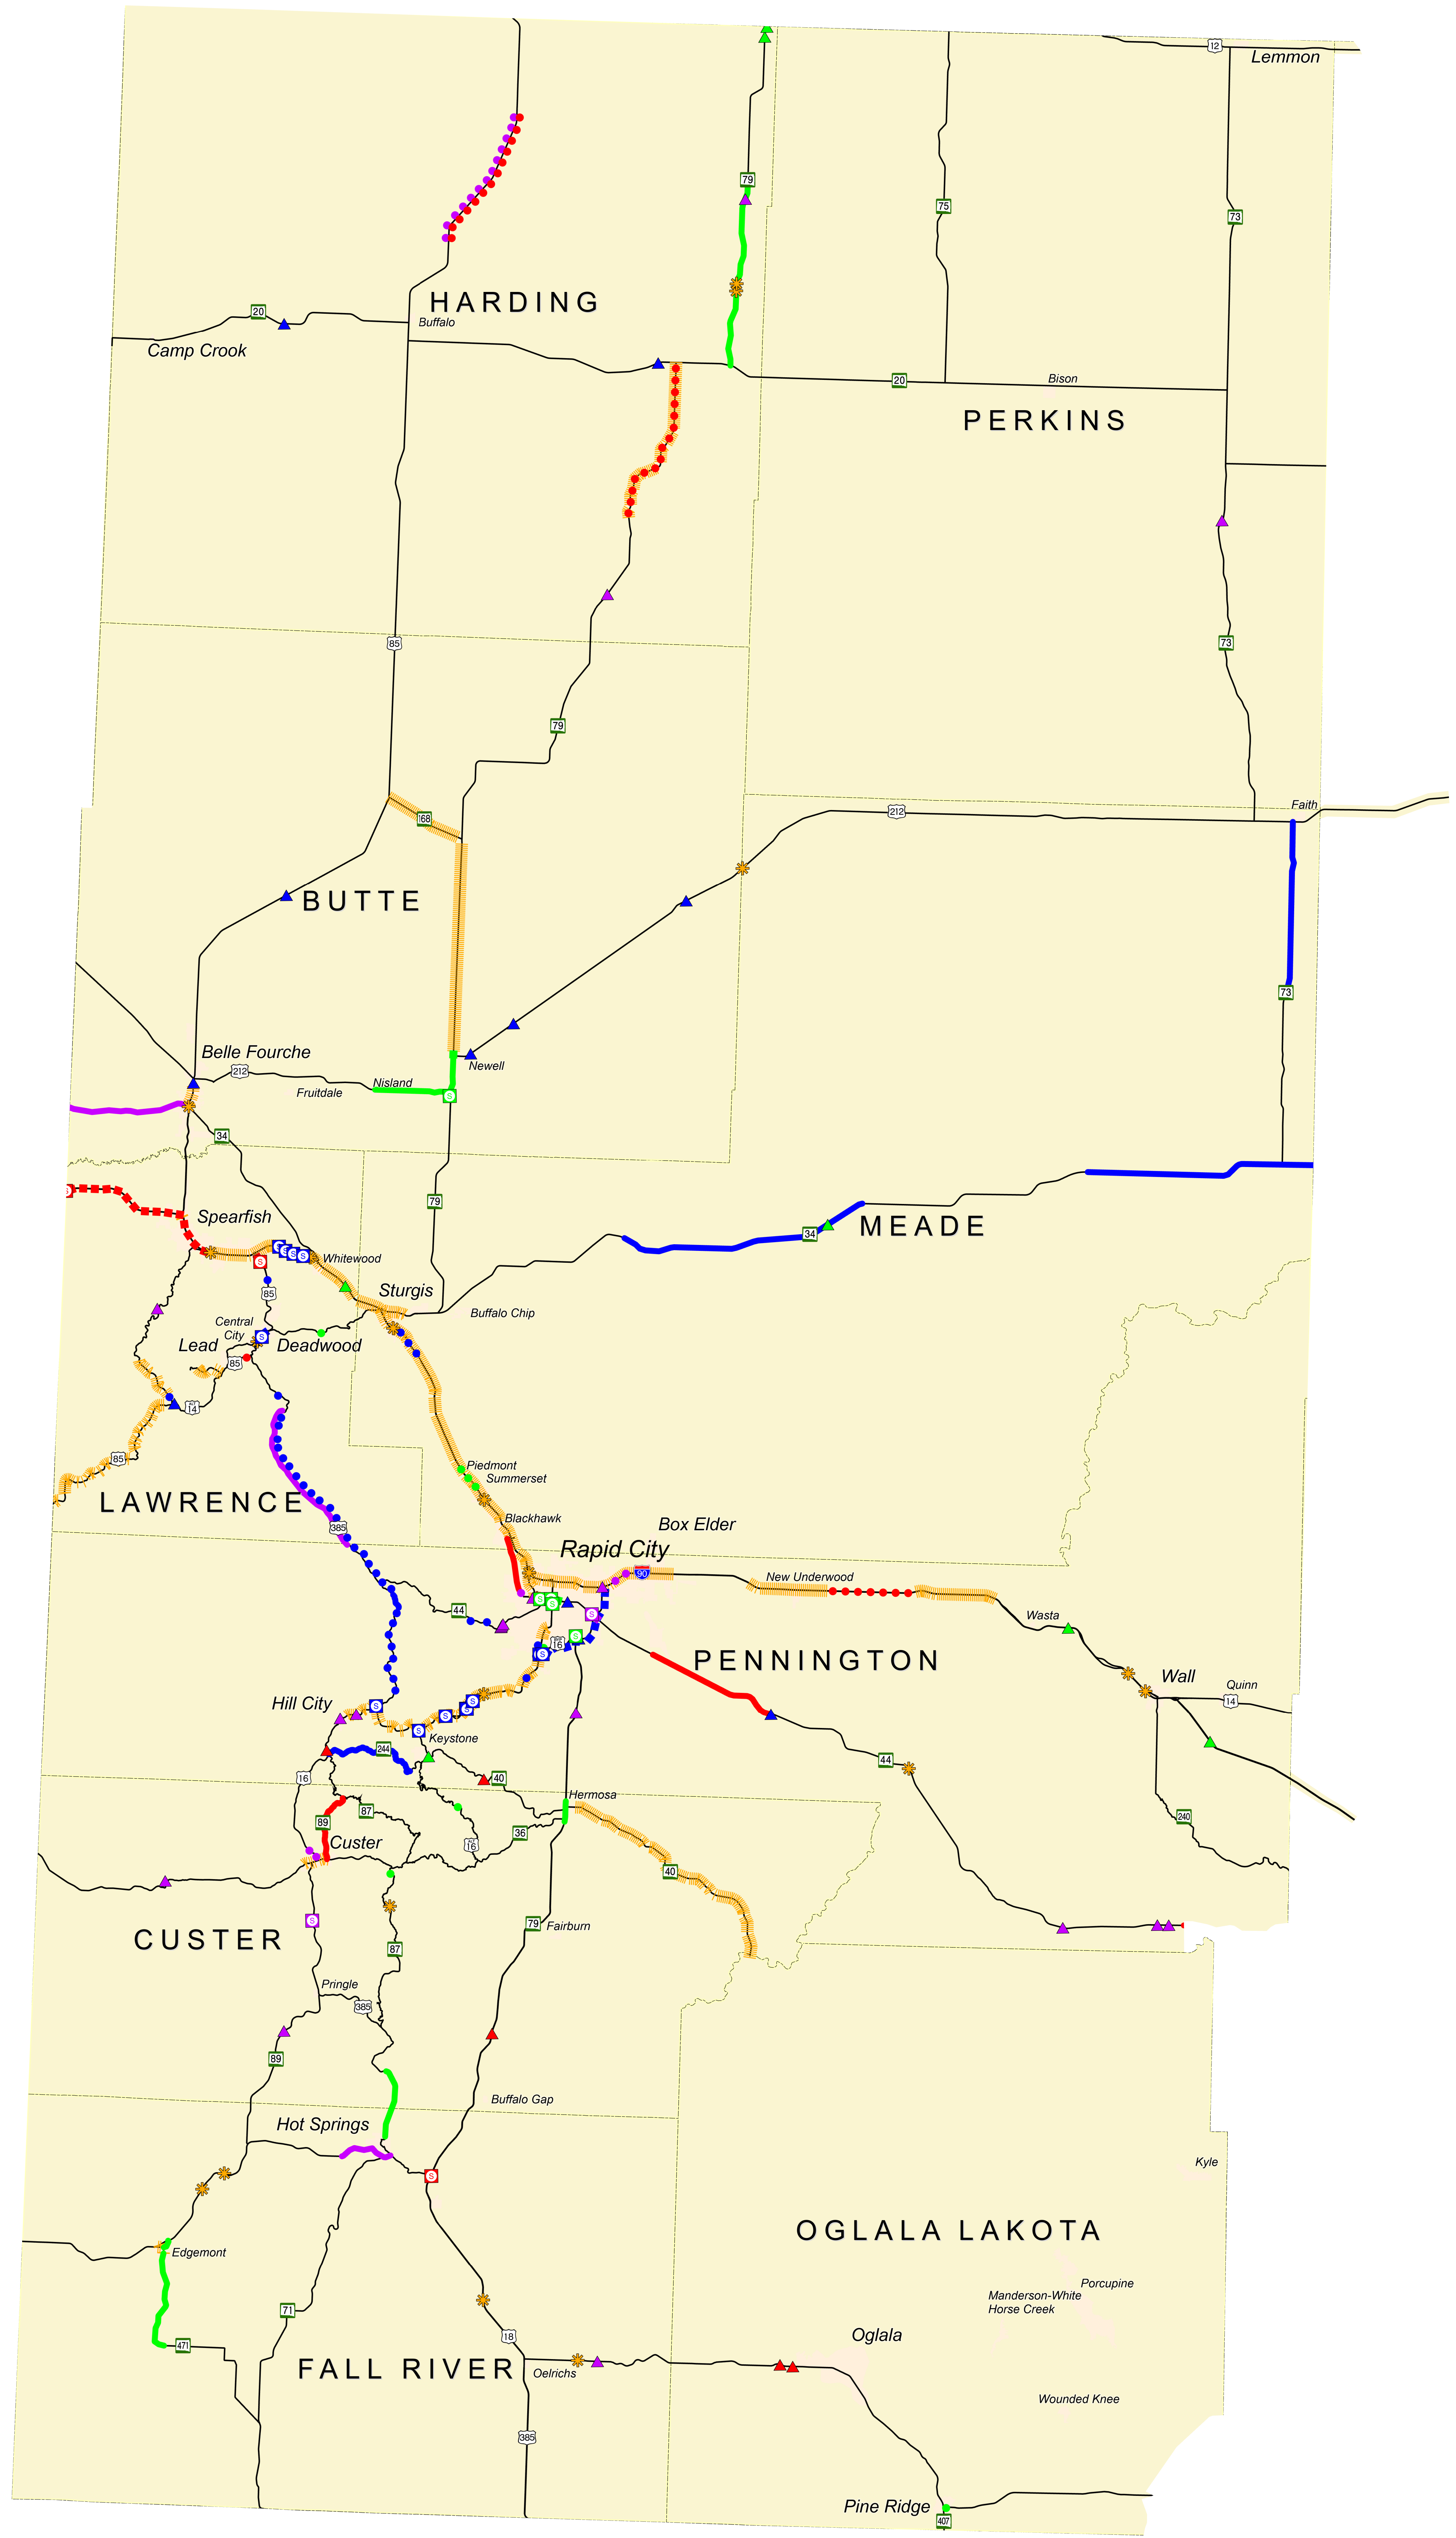 12
Lemmon
79
75
73
HARDING
20
Buffalo
Camp Crook
20
Bison
PERKINS
85
73
79
Faith
168
212
BUTTE
73
Belle Fourche
212
Newell
Nisland
Fruitdale
S
34
S
79
Spearfish
MEADE
34
S
S
S
S
S
Whitewood
Sturgis
85
Buffalo Chip
Central
City
S
Lead
Deadwood
85
14
85
Piedmont
Summerset
LAWRENCE
385
Blackhawk
Box Elder
Rapid City
90
New Underwood
44
S
S
S
S
Wasta
S
16
S
PENNINGTON
Wall
Quinn
14
Hill City
S
S
S
S
S
Keystone
244
44
16
40
Hermosa
87
89
240
Custer
16
36
40
S
79
Fairburn
CUSTER
87
Pringle
385
89
Buffalo Gap
Hot Springs
S
Kyle
OGLALA LAKOTA
Edgemont
Porcupine
Manderson-White
Horse Creek
71
18
Oglala
471
FALL RIVER
Oelrichs
Wounded Knee
385
Pine Ridge
407